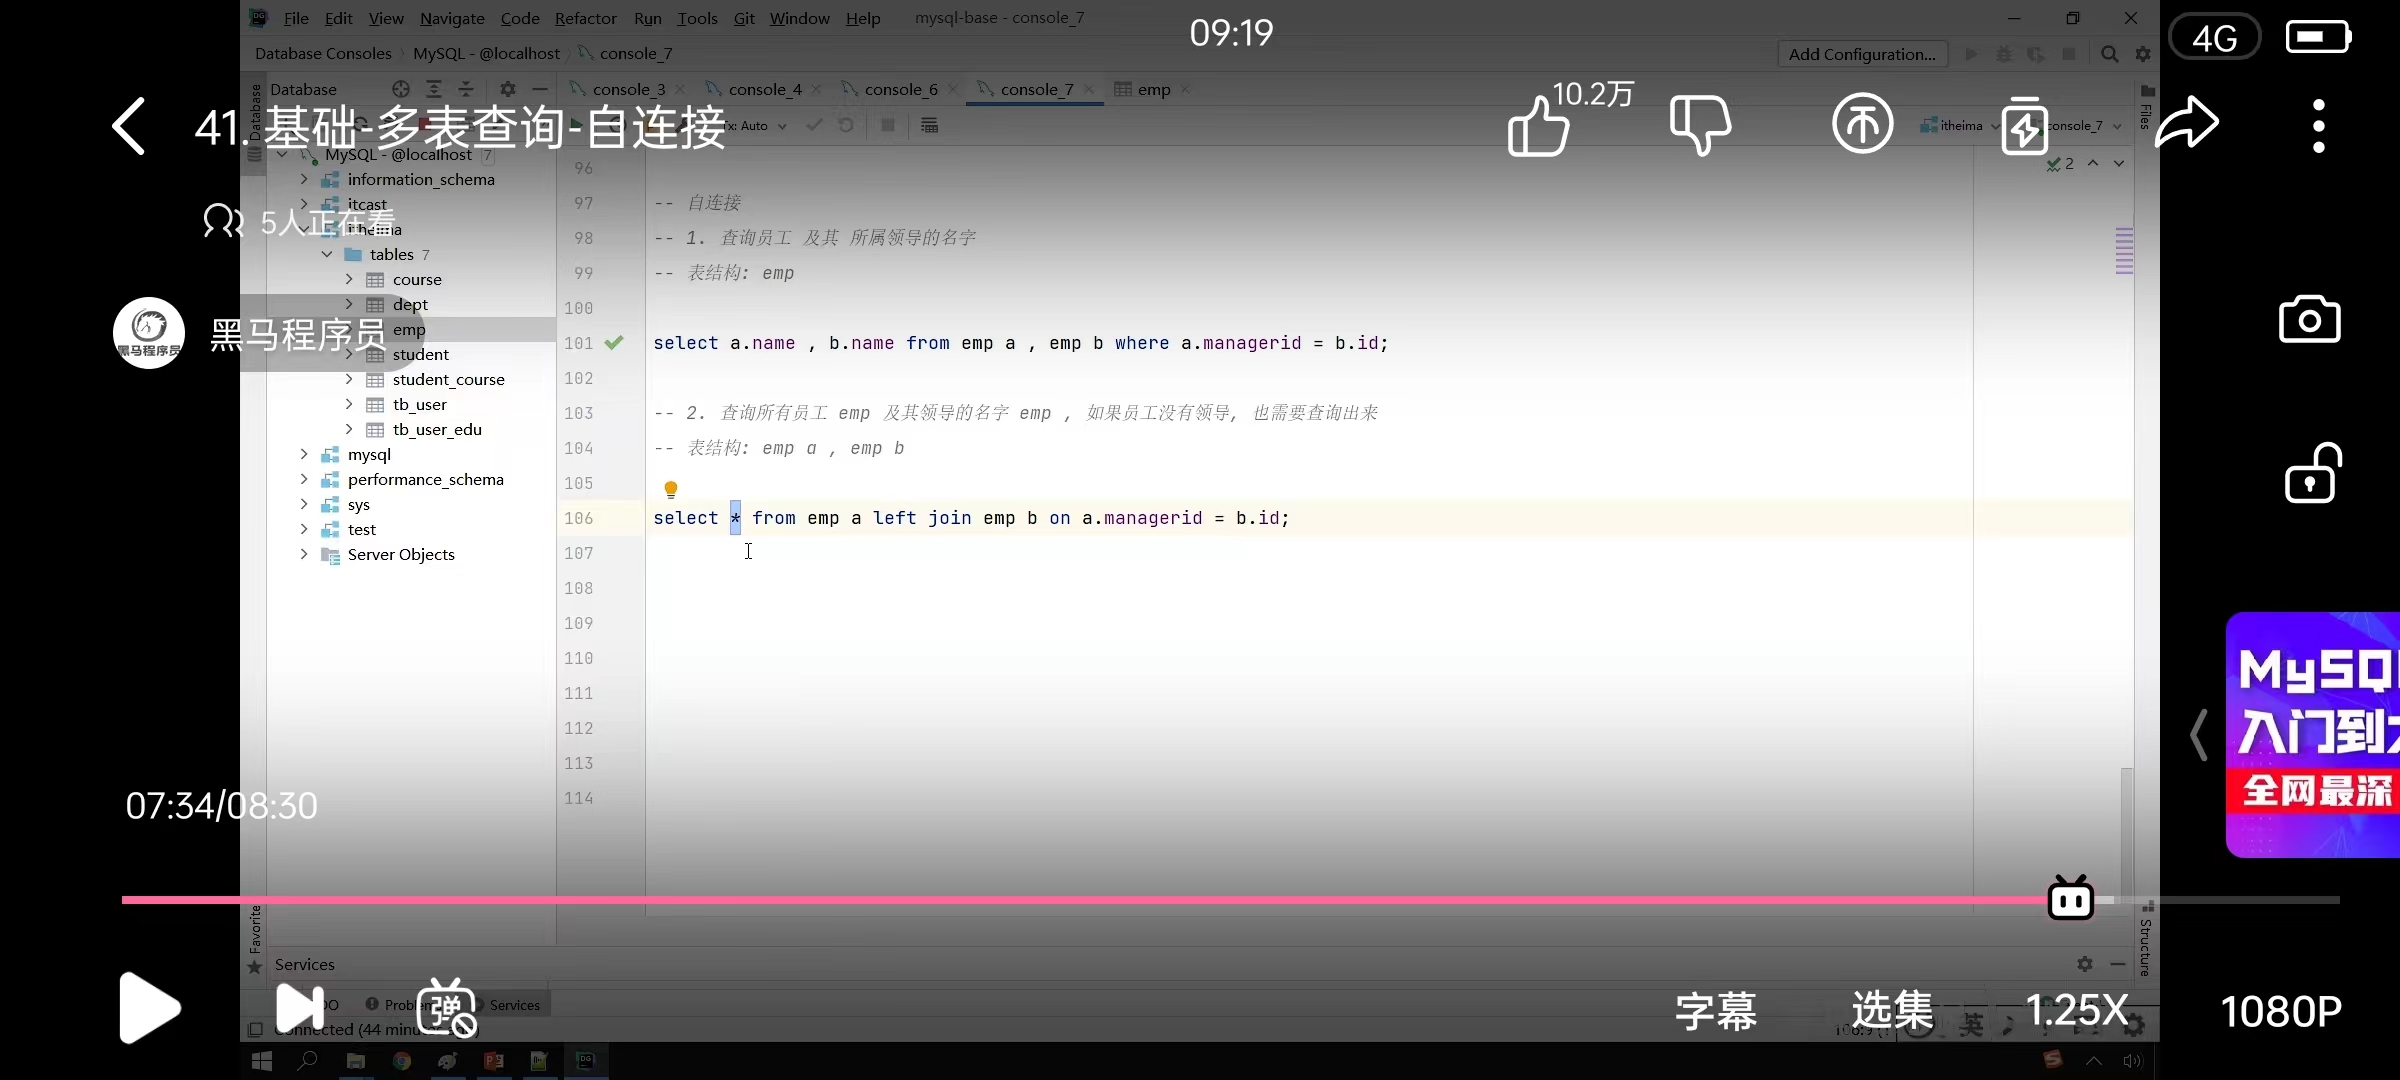 File Edit View Navigate Code Refactor Run Tools Git Window Help mysql-base - console_7
09:19
4G
Database Consoles MySQL - @localhost console_7
Add Configuration...
Database
console_3 console_4 console_6 console_7 emp
41. 基础-多表查询-自连接
Tx: Auto
10.2万
itheima console_7
Database
Files
MySQL - @localhost 7
2
information_schema
itcast
5人正在看
itheima
tables 7
course
dept
黑马程序员
黑马程序员
emp
student
student_course
tb_user
tb_user_edu
mysql
performance_schema
sys
test
Server Objects
96
97 -- 自连接
98 -- 1. 查询员工 及其 所属领导的名字
99 -- 表结构: emp
100
101 select a.name , b.name from emp a , emp b where a.managerid = b.id;
102
103 -- 2. 查询所有员工 emp 及其领导的名字 emp , 如果员工没有领导, 也需要查询出来
104 -- 表结构: emp a , emp b
105
106 select * from emp a left join emp b on a.managerid = b.id;
107
108
109
110
111
112
113
114
MySQL
入门到
全网最深
07:34/08:30
Favorite
Structure
Services
Services
弹
Connected (44 minutes
字幕
选集
英
1.25X
1080P